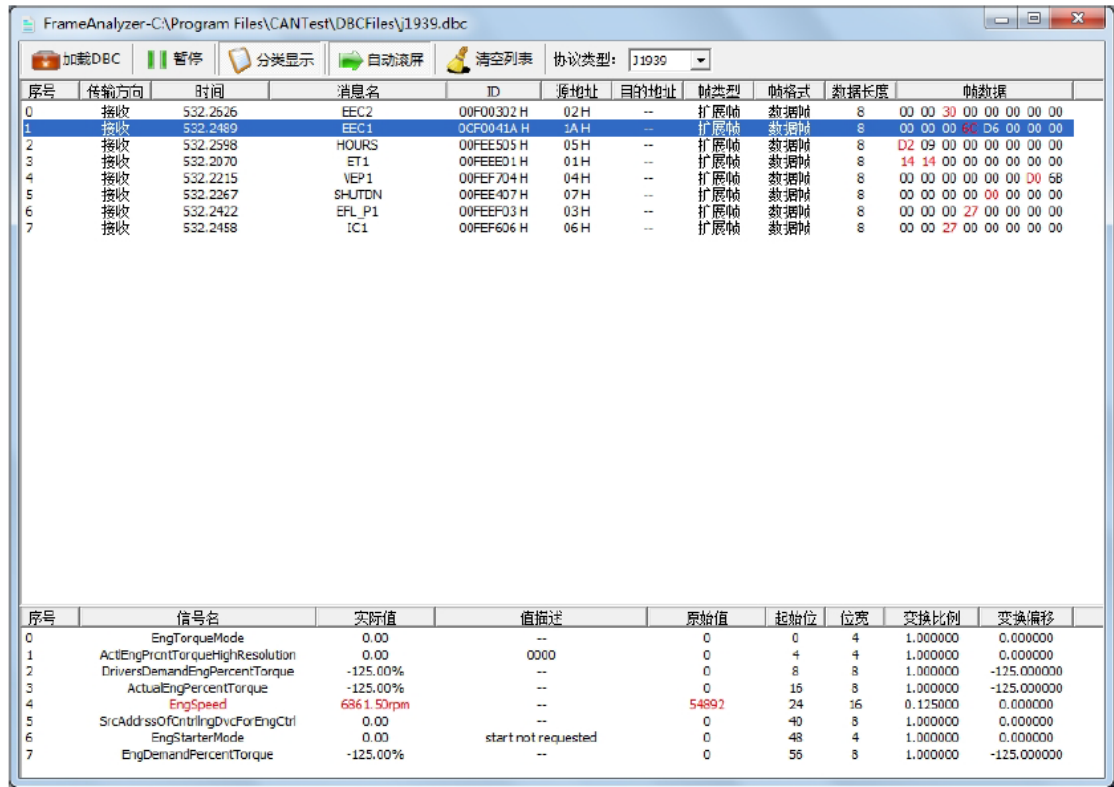 FrameAnalyzer-C:\Program Files\CANTest\DBCFiles\j1939.dbc
加载DBC 暂停 分类显示 自动滚屏 清空列表 协议类型: J1939
序号 传输方向 时间 消息名 ID 源地址 目的地址 帧类型 帧格式 数据长度 帧数据
0 接收 532.2626 EEC2 00F00302 H 02 H -- 扩展帧 数据帧 8 00 00 30 00 00 00 00 00
1 接收 532.2489 EEC1 0CF0041A H 1A H -- 扩展帧 数据帧 8 00 00 00 6C D6 00 00 00
2 接收 532.2598 HOURS 00FEE505 H 05 H -- 扩展帧 数据帧 8 D2 09 00 00 00 00 00 00
3 接收 532.2070 ET1 00FEEE01 H 01 H -- 扩展帧 数据帧 8 14 14 00 00 00 00 00 00
4 接收 532.2215 VEP1 00FEF704 H 04 H -- 扩展帧 数据帧 8 00 00 00 00 00 00 D0 6B
5 接收 532.2267 SHUTDN 00FEE407 H 07 H -- 扩展帧 数据帧 8 00 00 00 00 00 00 00 00
6 接收 532.2422 EFL_P1 00FEEF03 H 03 H -- 扩展帧 数据帧 8 00 00 00 27 00 00 00 00
7 接收 532.2458 IC1 00FEF606 H 06 H -- 扩展帧 数据帧 8 00 00 27 00 00 00 00 00
序号 信号名 实际值 值描述 原始值 起始位 位宽 变换比例 变换偏移
0 EngTorqueMode 0.00 -- 0 0 4 1.000000 0.000000
1 ActlEngPrcntTorqueHighResolution 0.00 0000 0 4 4 1.000000 0.000000
2 DriversDemandEngPercentTorque -125.00% -- 0 8 8 1.000000 -125.000000
3 ActualEngPercentTorque -125.00% -- 0 16 8 1.000000 -125.000000
4 EngSpeed 6861.50rpm -- 54892 24 16 0.125000 0.000000
5 SrcAddrssOfCntrllngDvcForEngCtrl 0.00 -- 0 40 8 1.000000 0.000000
6 EngStarterMode 0.00 start not requested 0 48 4 1.000000 0.000000
7 EngDemandPercentTorque -125.00% -- 0 56 8 1.000000 -125.000000